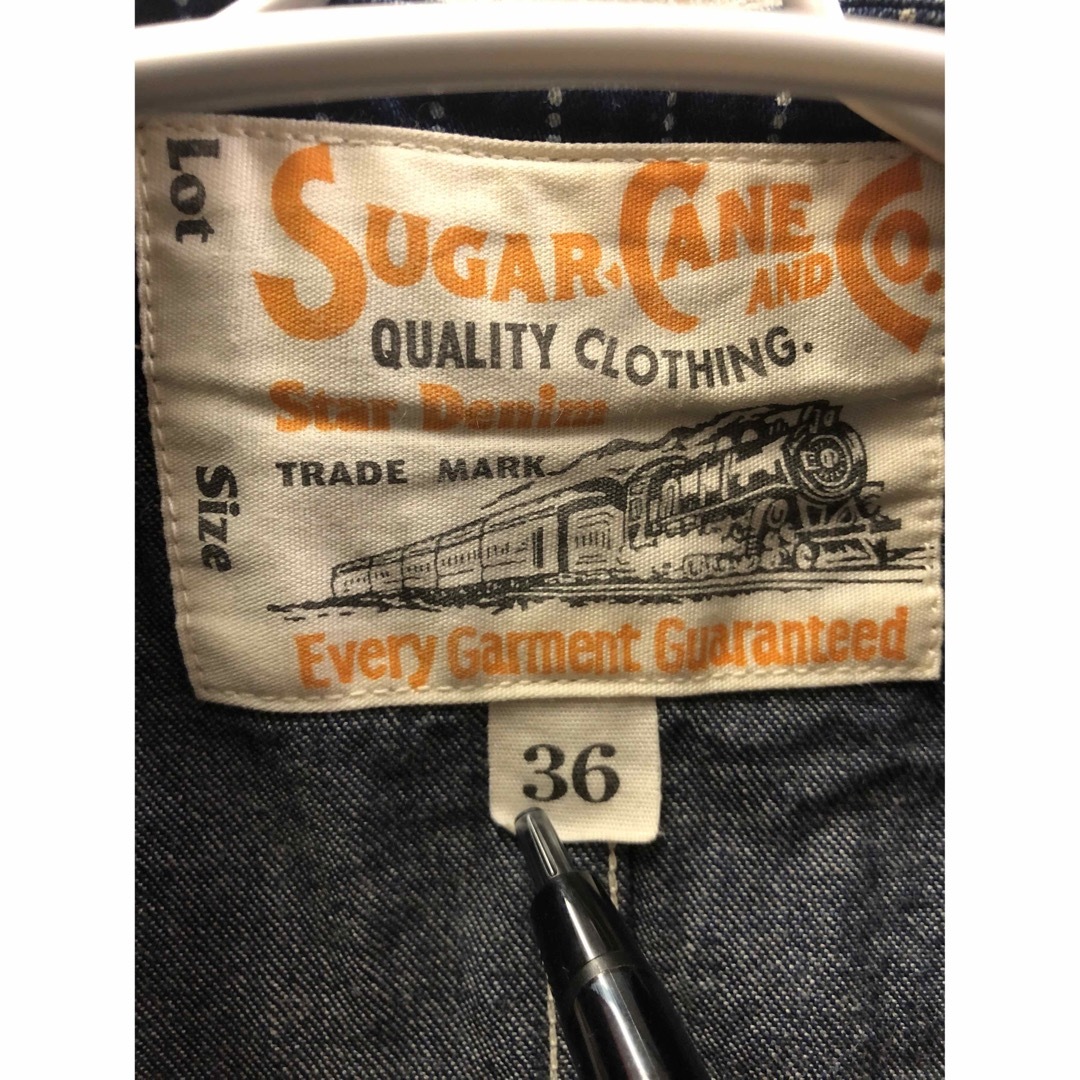 Lot
SUGAR CANE AND CO.
QUALITY CLOTHING.
Star Denim
TRADE MARK
Size
Every Garment Guaranteed
36